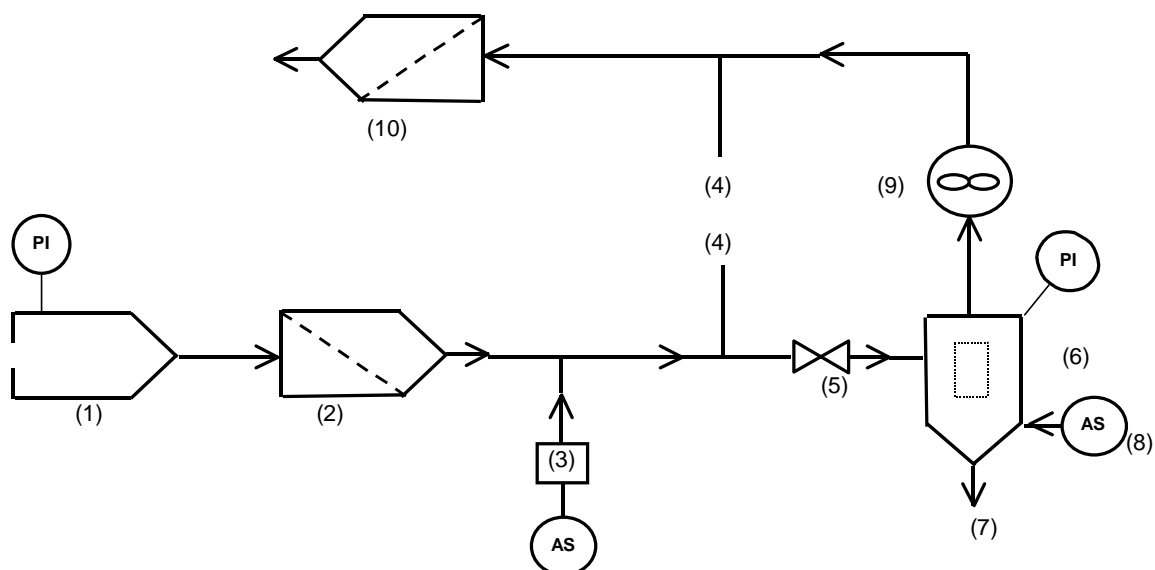 (10)
(4)
(9)
PI
(4)
PI
(1)
(2)
(5)
(6)
(3)
AS
(8)
(7)
AS